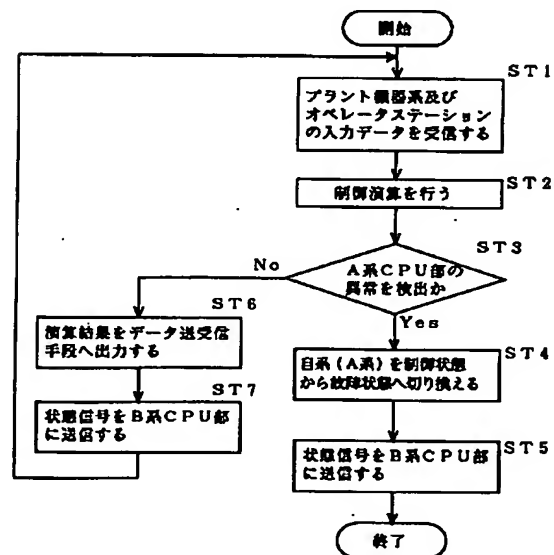 開始
ST1
プラント機器系及び
オペレータステーション
の入力データを受信する
ST2
制御演算を行う
ST3
A系CPU部の
異常を検出か
No
Yes
ST6
演算結果をデータ送受信
手段へ出力する
ST4
自系(A系)を制御状態
から故障状態へ切り換える
ST7
状態信号をB系CPU部
に送信する
ST5
状態信号をB系CPU部
に送信する
終了